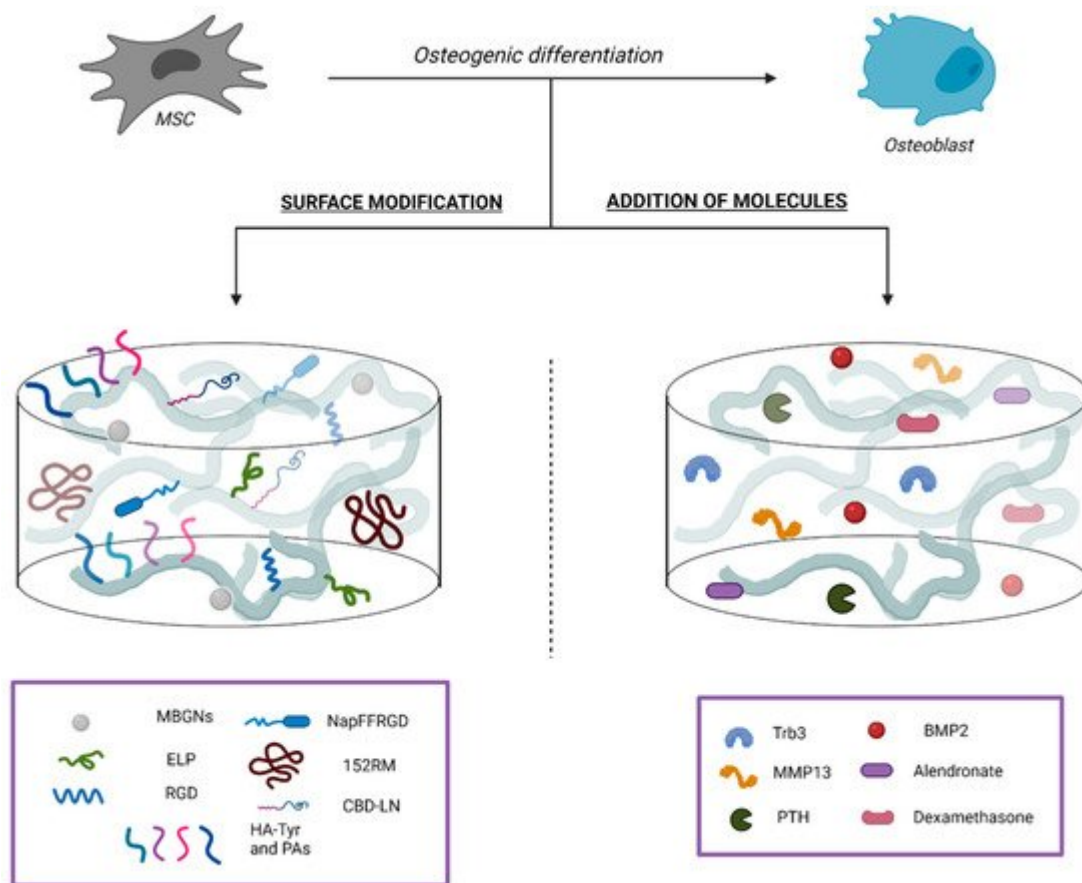 Osteogenic differentiation
MSC
Osteoblast
SURFACE MODIFICATION
ADDITION OF MOLECULES
MBGNs
NapFFRGD
ELP
152RM
RGD
CBD-LN
HA-Tyr
and PAs
Trb3
BMP2
MMP13
Alendronate
PTH
Dexamethasone